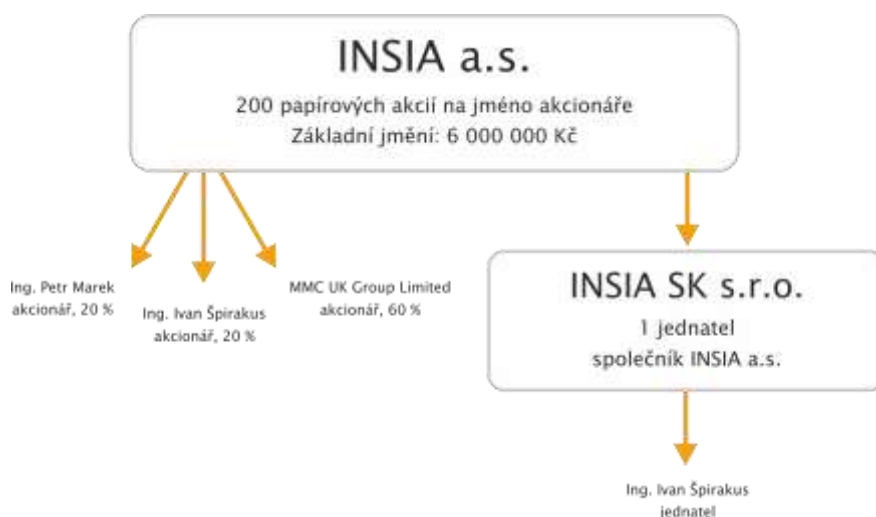 INSIA a.s.
200 papírových akcií na jméno akcionáře
Základní jmění: 6 000 000 Kč
Ing. Petr Marek
akcionář, 20 %
Ing. Ivan Špirakus
akcionář, 20 %
MMC UK Group Limited
akcionář, 60 %
INSIA SK s.r.o.
1 jednatel
společník INSIA a.s.
Ing. Ivan Špirakus
jednatel